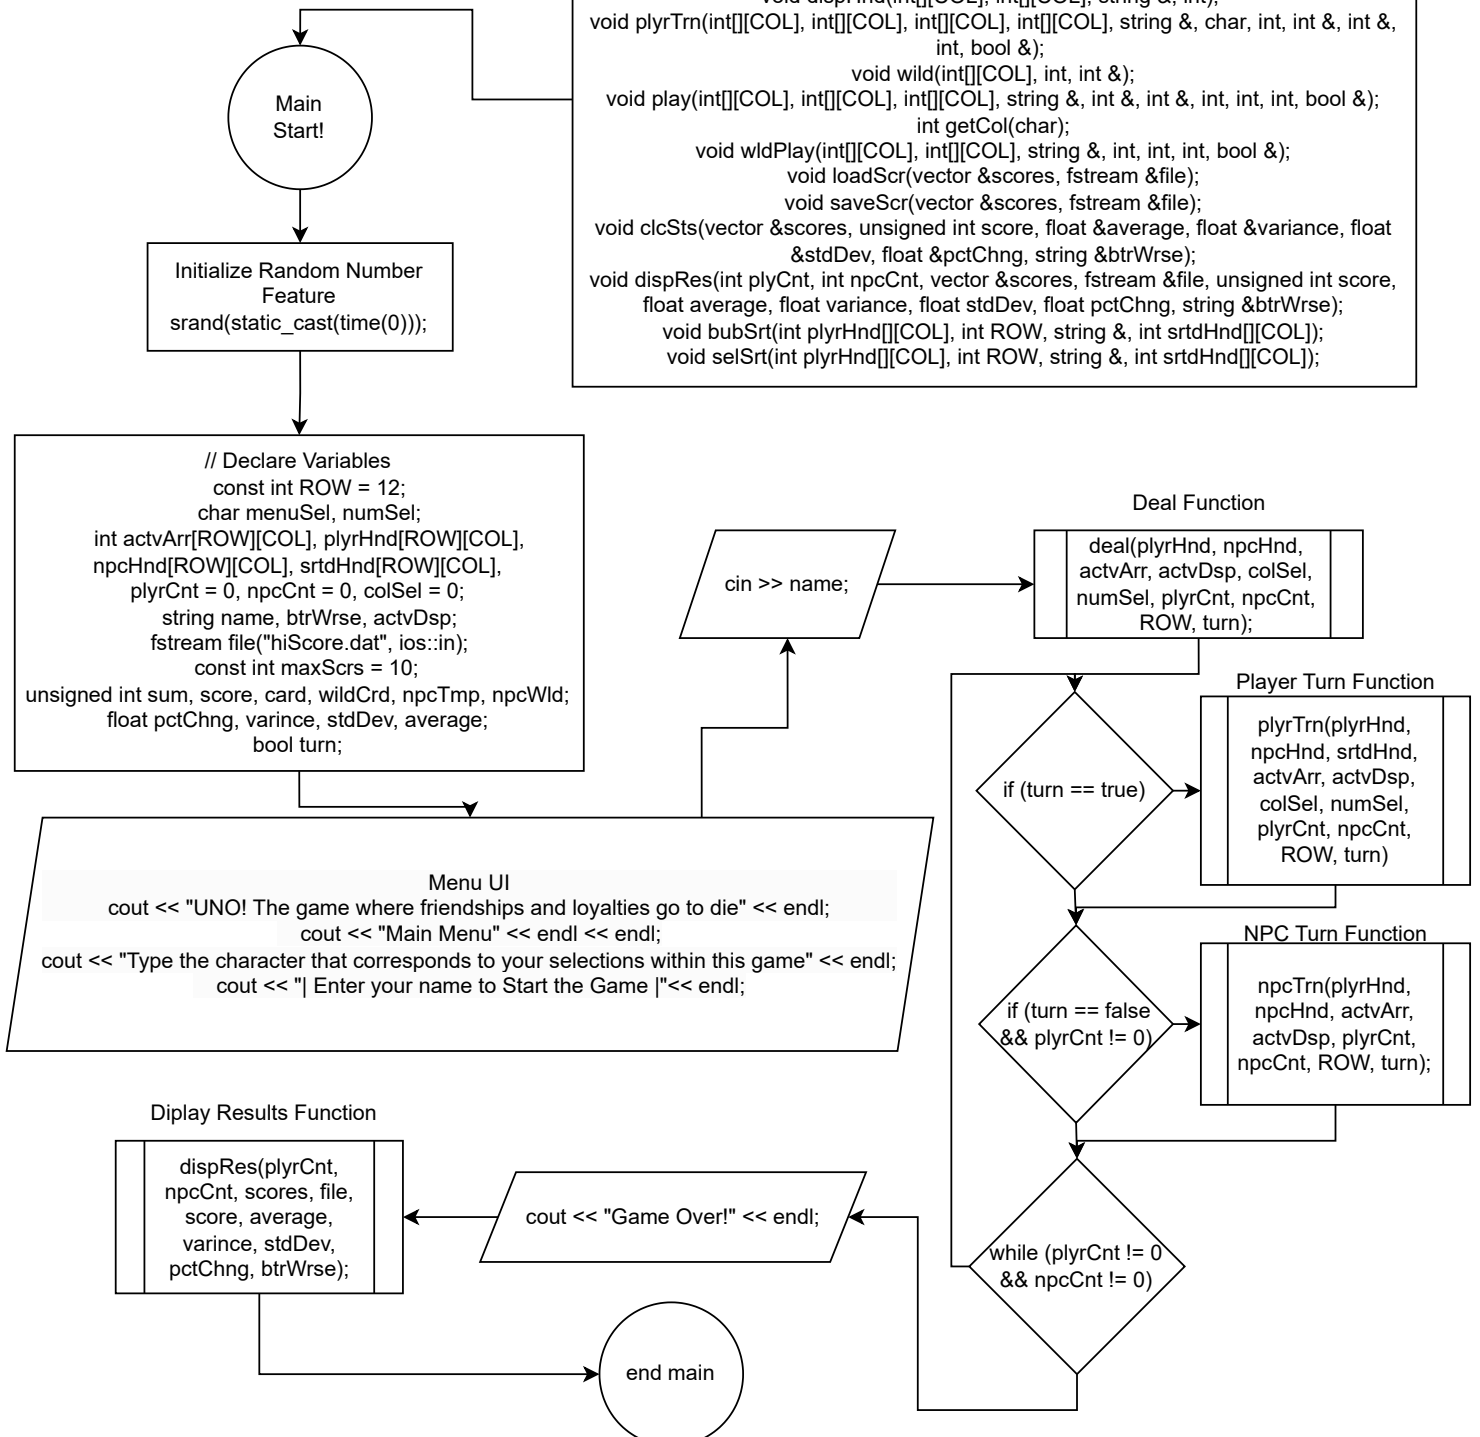 void dispHnd(int[][COL], int[][COL], string &, int);
void plyrTrn(int[][COL], int[][COL], int[][COL], int[][COL], string &, char, int, int &, int &,
int, bool &);
void wild(int[][COL], int, int &);
void play(int[][COL], int[][COL], int[][COL], string &, int &, int &, int, int, int, bool &);
int getCol(char);
void wldPlay(int[][COL], int[][COL], string &, int, int, int, bool &);
void loadScr(vector &scores, fstream &file);
void saveScr(vector &scores, fstream &file);
void clcSts(vector &scores, unsigned int score, float &average, float &variance, float
&stdDev, float &pctChng, string &btrWrse);
void dispRes(int plyCnt, int npcCnt, vector &scores, fstream &file, unsigned int score,
float average, float variance, float stdDev, float pctChng, string &btrWrse);
void bubSrt(int plyrHnd[][COL], int ROW, string &, int srtdHnd[][COL]);
void selSrt(int plyrHnd[][COL], int ROW, string &, int srtdHnd[][COL]);
Main
Start!
Initialize Random Number
Feature
srand(static_cast(time(0)));
// Declare Variables
const int ROW = 12;
char menuSel, numSel;
int actvArr[ROW][COL], plyrHnd[ROW][COL],
npcHnd[ROW][COL], srtdHnd[ROW][COL],
plyrCnt = 0, npcCnt = 0, colSel = 0;
string name, btrWrse, actvDsp;
fstream file("hiScore.dat", ios::in);
const int maxScrs = 10;
unsigned int sum, score, card, wildCrd, npcTmp, npcWld;
float pctChng, varince, stdDev, average;
bool turn;
Menu UI
cout << "UNO! The game where friendships and loyalties go to die" << endl;
cout << "Main Menu" << endl << endl;
cout << "Type the character that corresponds to your selections within this game" << endl;
cout << "| Enter your name to Start the Game |"<< endl;
cin >> name;
Deal Function
deal(plyrHnd, npcHnd,
actvArr, actvDsp, colSel,
numSel, plyrCnt, npcCnt,
ROW, turn);
if (turn == true)
Player Turn Function
plyrTrn(plyrHnd,
npcHnd, srtdHnd,
actvArr, actvDsp,
colSel, numSel,
plyrCnt, npcCnt,
ROW, turn)
if (turn == false
&& plyrCnt != 0)
NPC Turn Function
npcTrn(plyrHnd,
npcHnd, actvArr,
actvDsp, plyrCnt,
npcCnt, ROW, turn);
while (plyrCnt != 0
&& npcCnt != 0)
cout << "Game Over!" << endl;
Diplay Results Function
dispRes(plyrCnt,
npcCnt, scores, file,
score, average,
varince, stdDev,
pctChng, btrWrse);
end main